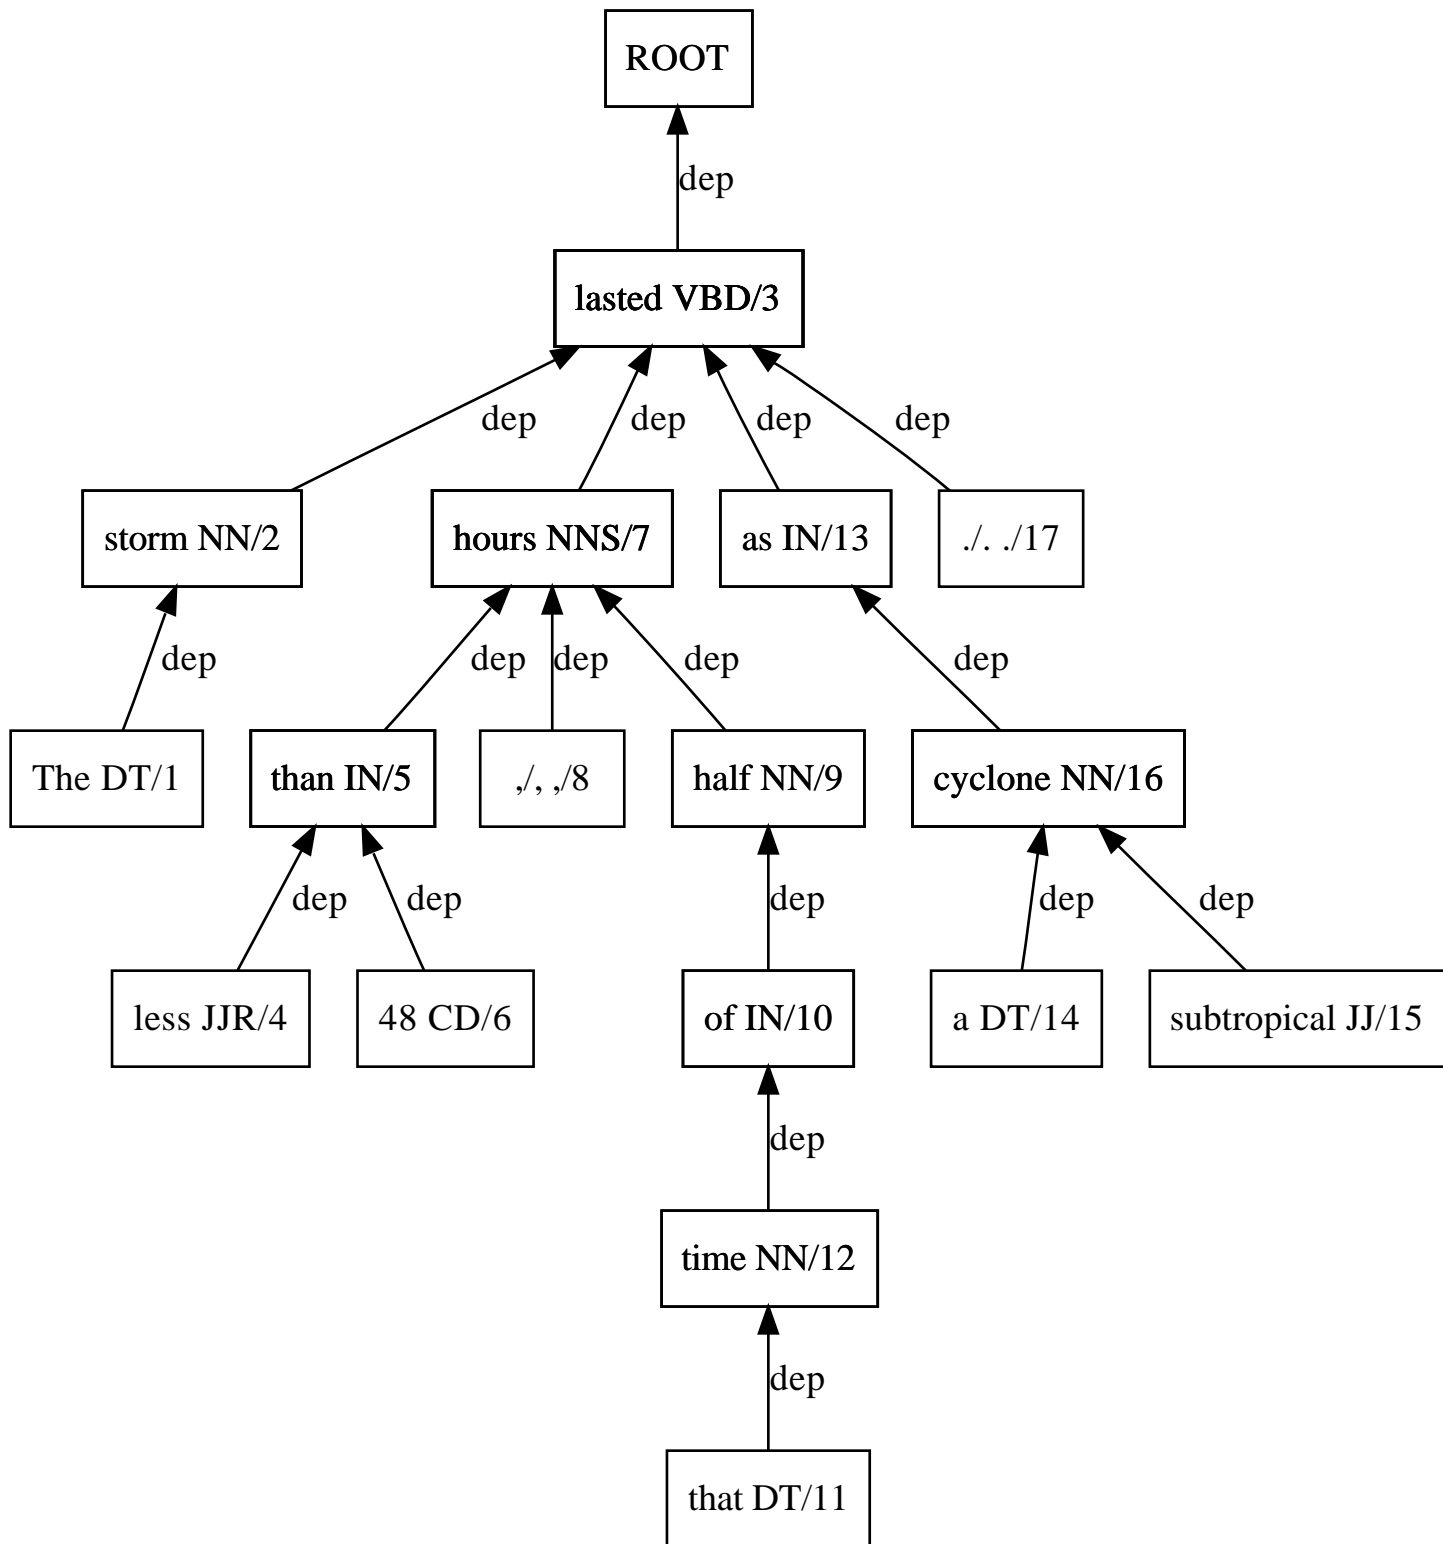 ROOT
dep
lasted VBD/3
dep dep dep dep
storm NN/2 hours NNS/7 as IN/13 ./. ./17
dep dep dep dep dep
The DT/1 than IN/5 ,/, ,/8 half NN/9 cyclone NN/16
dep dep dep dep dep
less JJR/4 48 CD/6 of IN/10 a DT/14 subtropical JJ/15
dep
time NN/12
dep
that DT/11